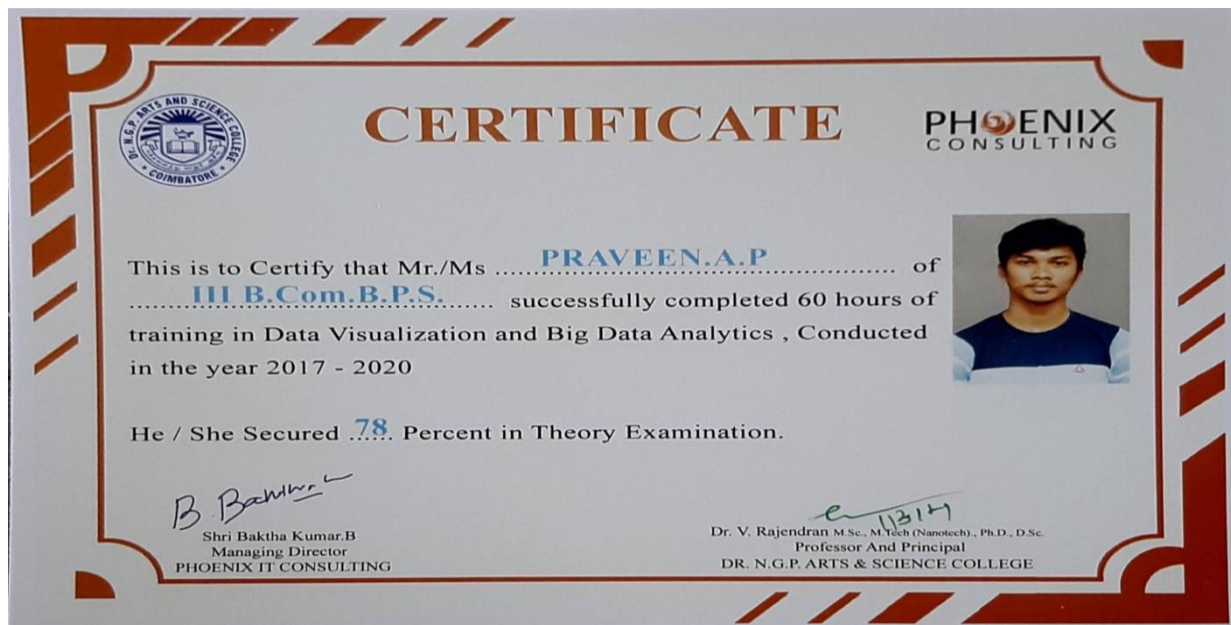 Dr. N.G.P. ARTS AND SCIENCE COLLEGE
COIMBATORE
CERTIFICATE
PHOENIX
CONSULTING
This is to Certify that Mr./Ms ..... PRAVEEN.A.P ..... of
..... III B.Com.B.P.S. ..... successfully completed 60 hours of
training in Data Visualization and Big Data Analytics , Conducted
in the year 2017 - 2020
He / She Secured ..78.. Percent in Theory Examination.
Shri Baktha Kumar.B
Managing Director
PHOENIX IT CONSULTING
Dr. V. Rajendran M.Sc., M.Tech (Nanotech)., Ph.D., D.Sc.
Professor And Principal
DR. N.G.P. ARTS & SCIENCE COLLEGE